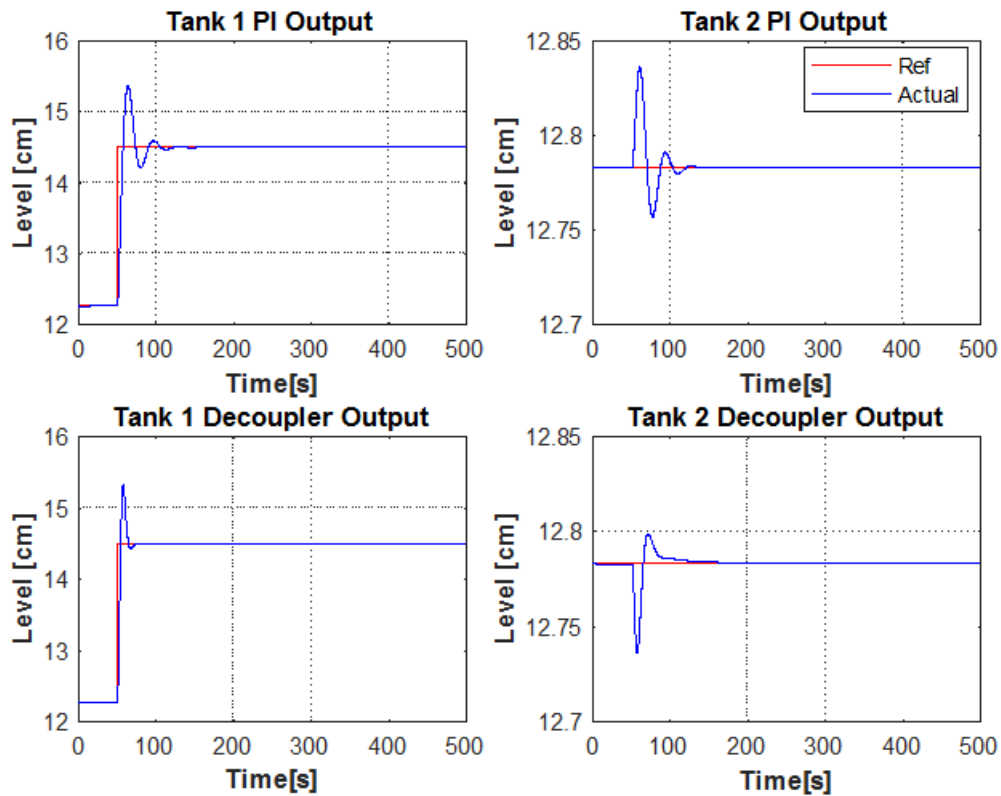 Tank 1 PI Output
Level [cm]
16
15
14
13
12
0 100 200 300 400 500
Time[s]
Tank 2 PI Output
Level [cm]
12.85
12.8
12.75
12.7
Ref
Actual
0 100 200 300 400 500
Time[s]
Tank 1 Decoupler Output
Level [cm]
16
15
14
13
12
0 100 200 300 400 500
Time[s]
Tank 2 Decoupler Output
Level [cm]
12.85
12.8
12.75
12.7
0 100 200 300 400 500
Time[s]